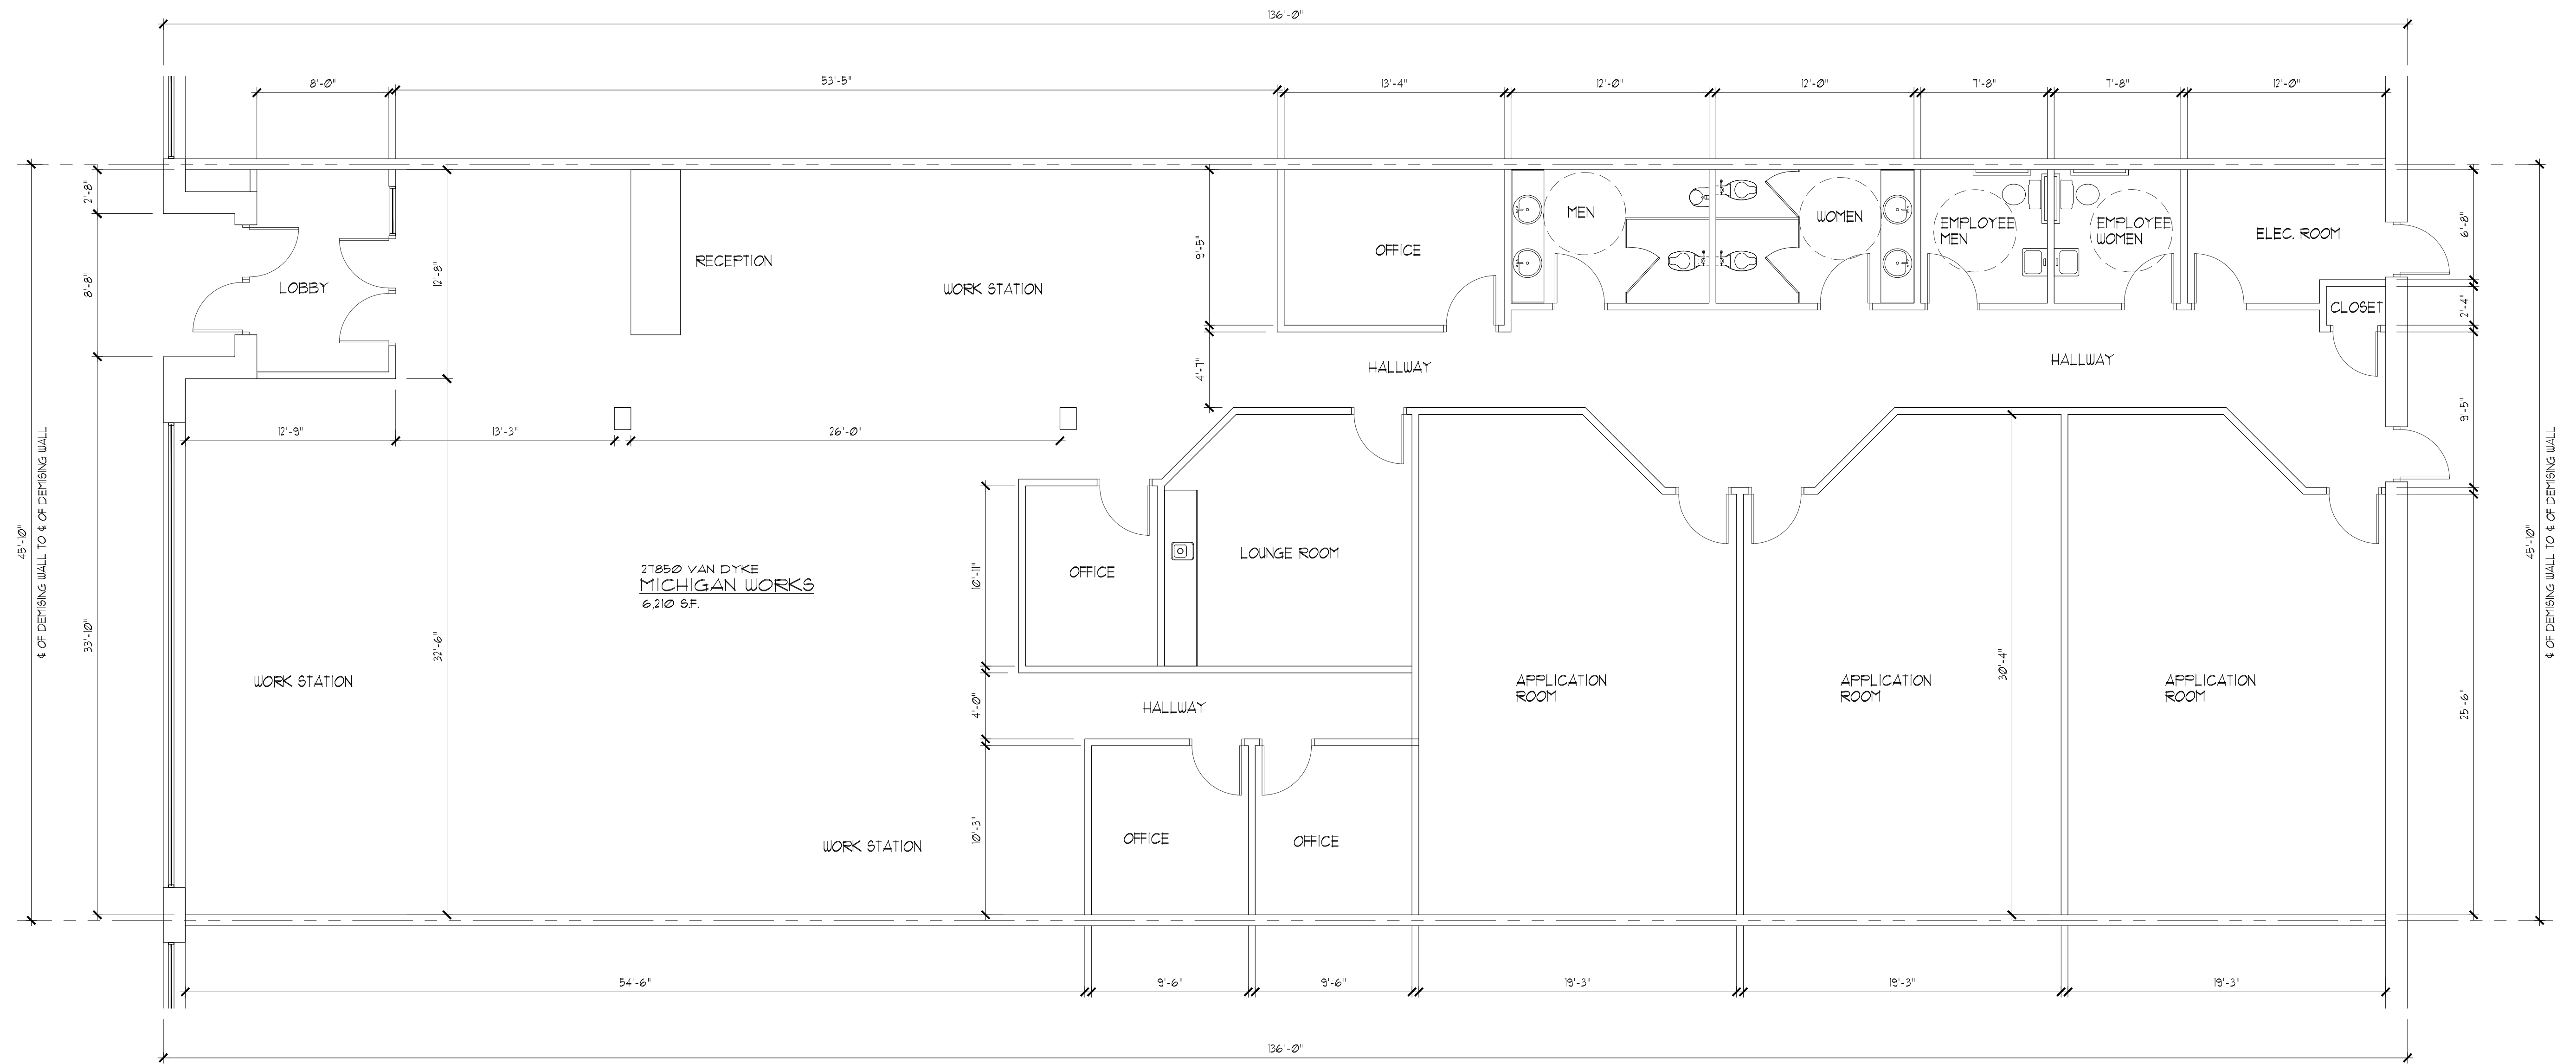 136'-0"
8'-0"
53'-5"
13'-4"
12'-0"
12'-0"
7'-8"
7'-8"
12'-0"
2'-8"
8'-8"
33'-10"
45'-10"
℄ OF DEMISING WALL TO ℄ OF DEMISING WALL
LOBBY
12'-8"
32'-6"
RECEPTION
WORK STATION
9'-5"
4'-7"
OFFICE
MEN
WOMEN
EMPLOYEE
MEN
EMPLOYEE
WOMEN
ELEC. ROOM
CLOSET
HALLWAY
HALLWAY
6'-8"
2'-4"
9'-5"
25'-6"
45'-10"
℄ OF DEMISING WALL TO ℄ OF DEMISING WALL
12'-9"
13'-3"
26'-0"
27850 VAN DYKE
MICHIGAN WORKS
6,210 S.F.
10'-11"
4'-0"
10'-3"
OFFICE
LOUNGE ROOM
HALLWAY
WORK STATION
WORK STATION
OFFICE
OFFICE
APPLICATION
ROOM
APPLICATION
ROOM
30'-4"
APPLICATION
ROOM
54'-6"
9'-6"
9'-6"
19'-3"
19'-3"
19'-3"
136'-0"